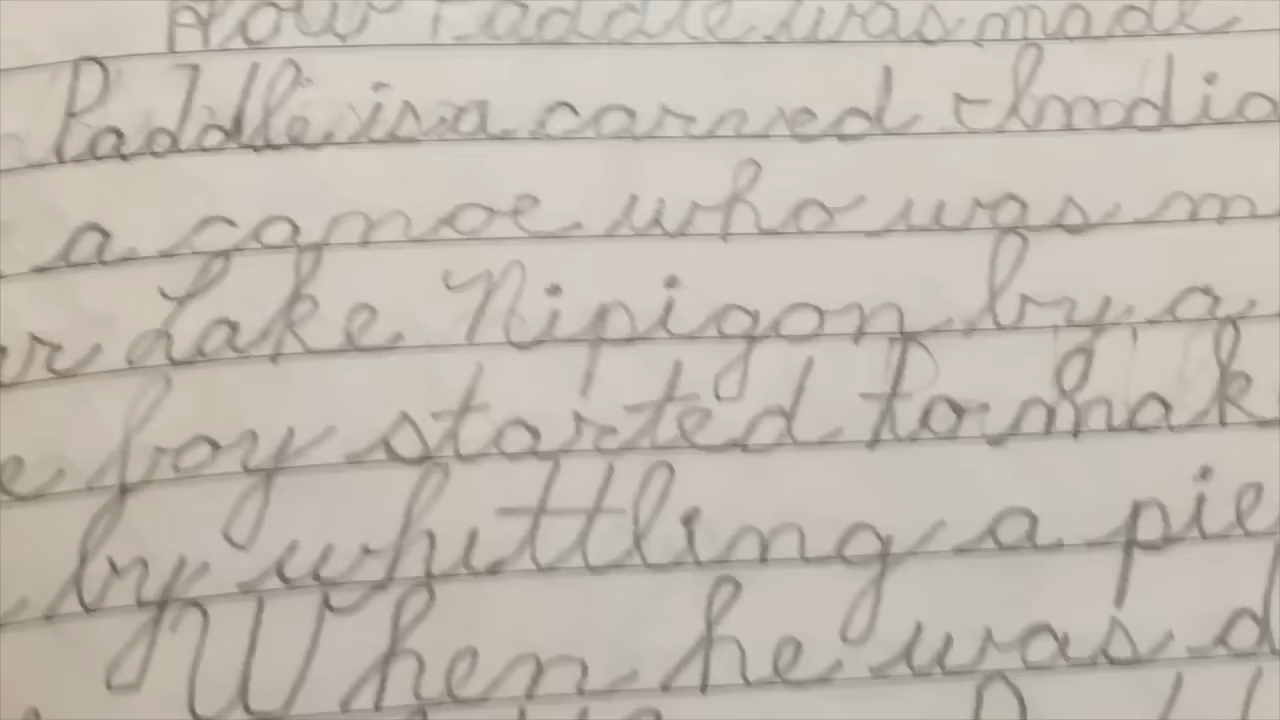 How Paddle was made
Paddle is a carved India
a canoe who was m
r Lake Nipigon by a
e boy started to mak
by whittling a pie
When he was d